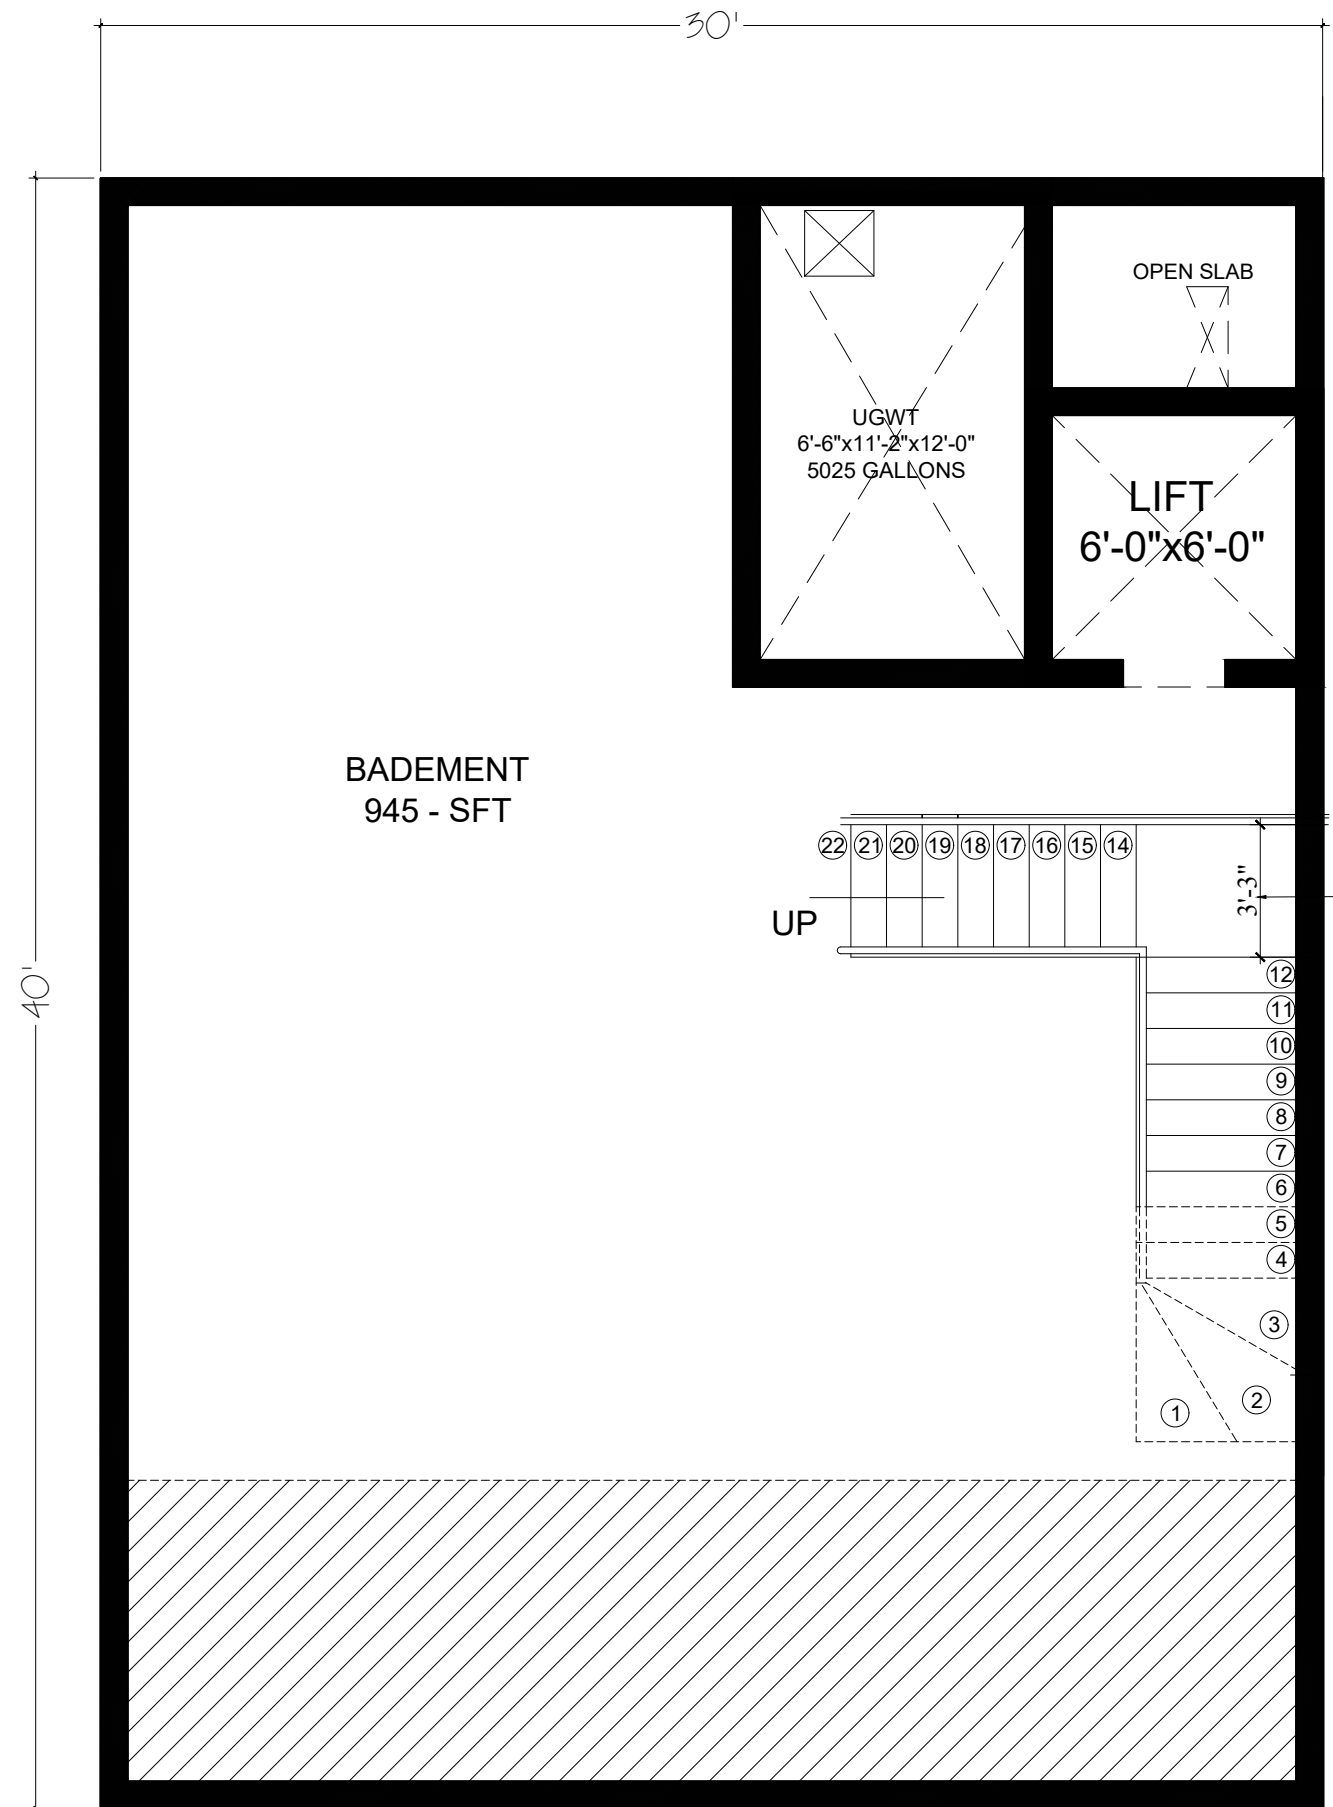 30'
OPEN SLAB
UGWT
6'-6"x11'-2"x12'-0"
5025 GALLONS
LIFT
6'-0"x6'-0"
BADEMENT
945 - SFT
22 21 20 19 18 17 16 15 14
3'-3"
UP
40'
12
11
10
9
8
7
6
5
4
3
2
1